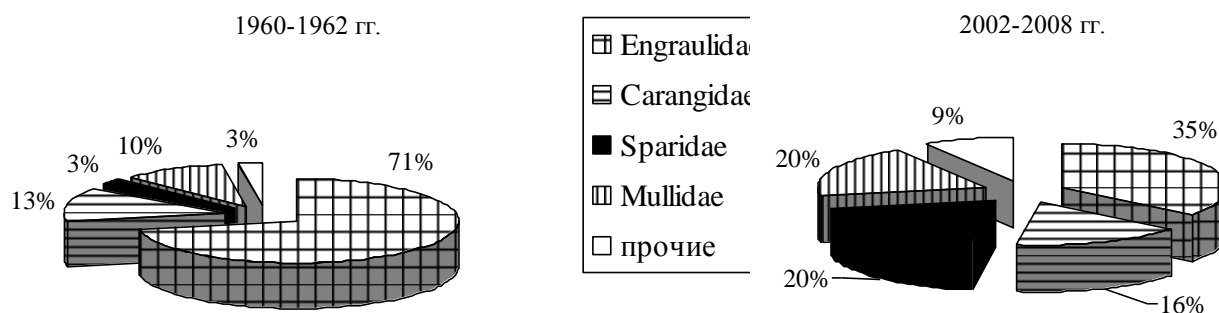 1960-1962 гг.
3%
10%
3%
13%
71%
Engraulida
Carangidae
Sparidae
Mullidae
прочие
2002-2008 гг.
9%
35%
20%
20%
16%